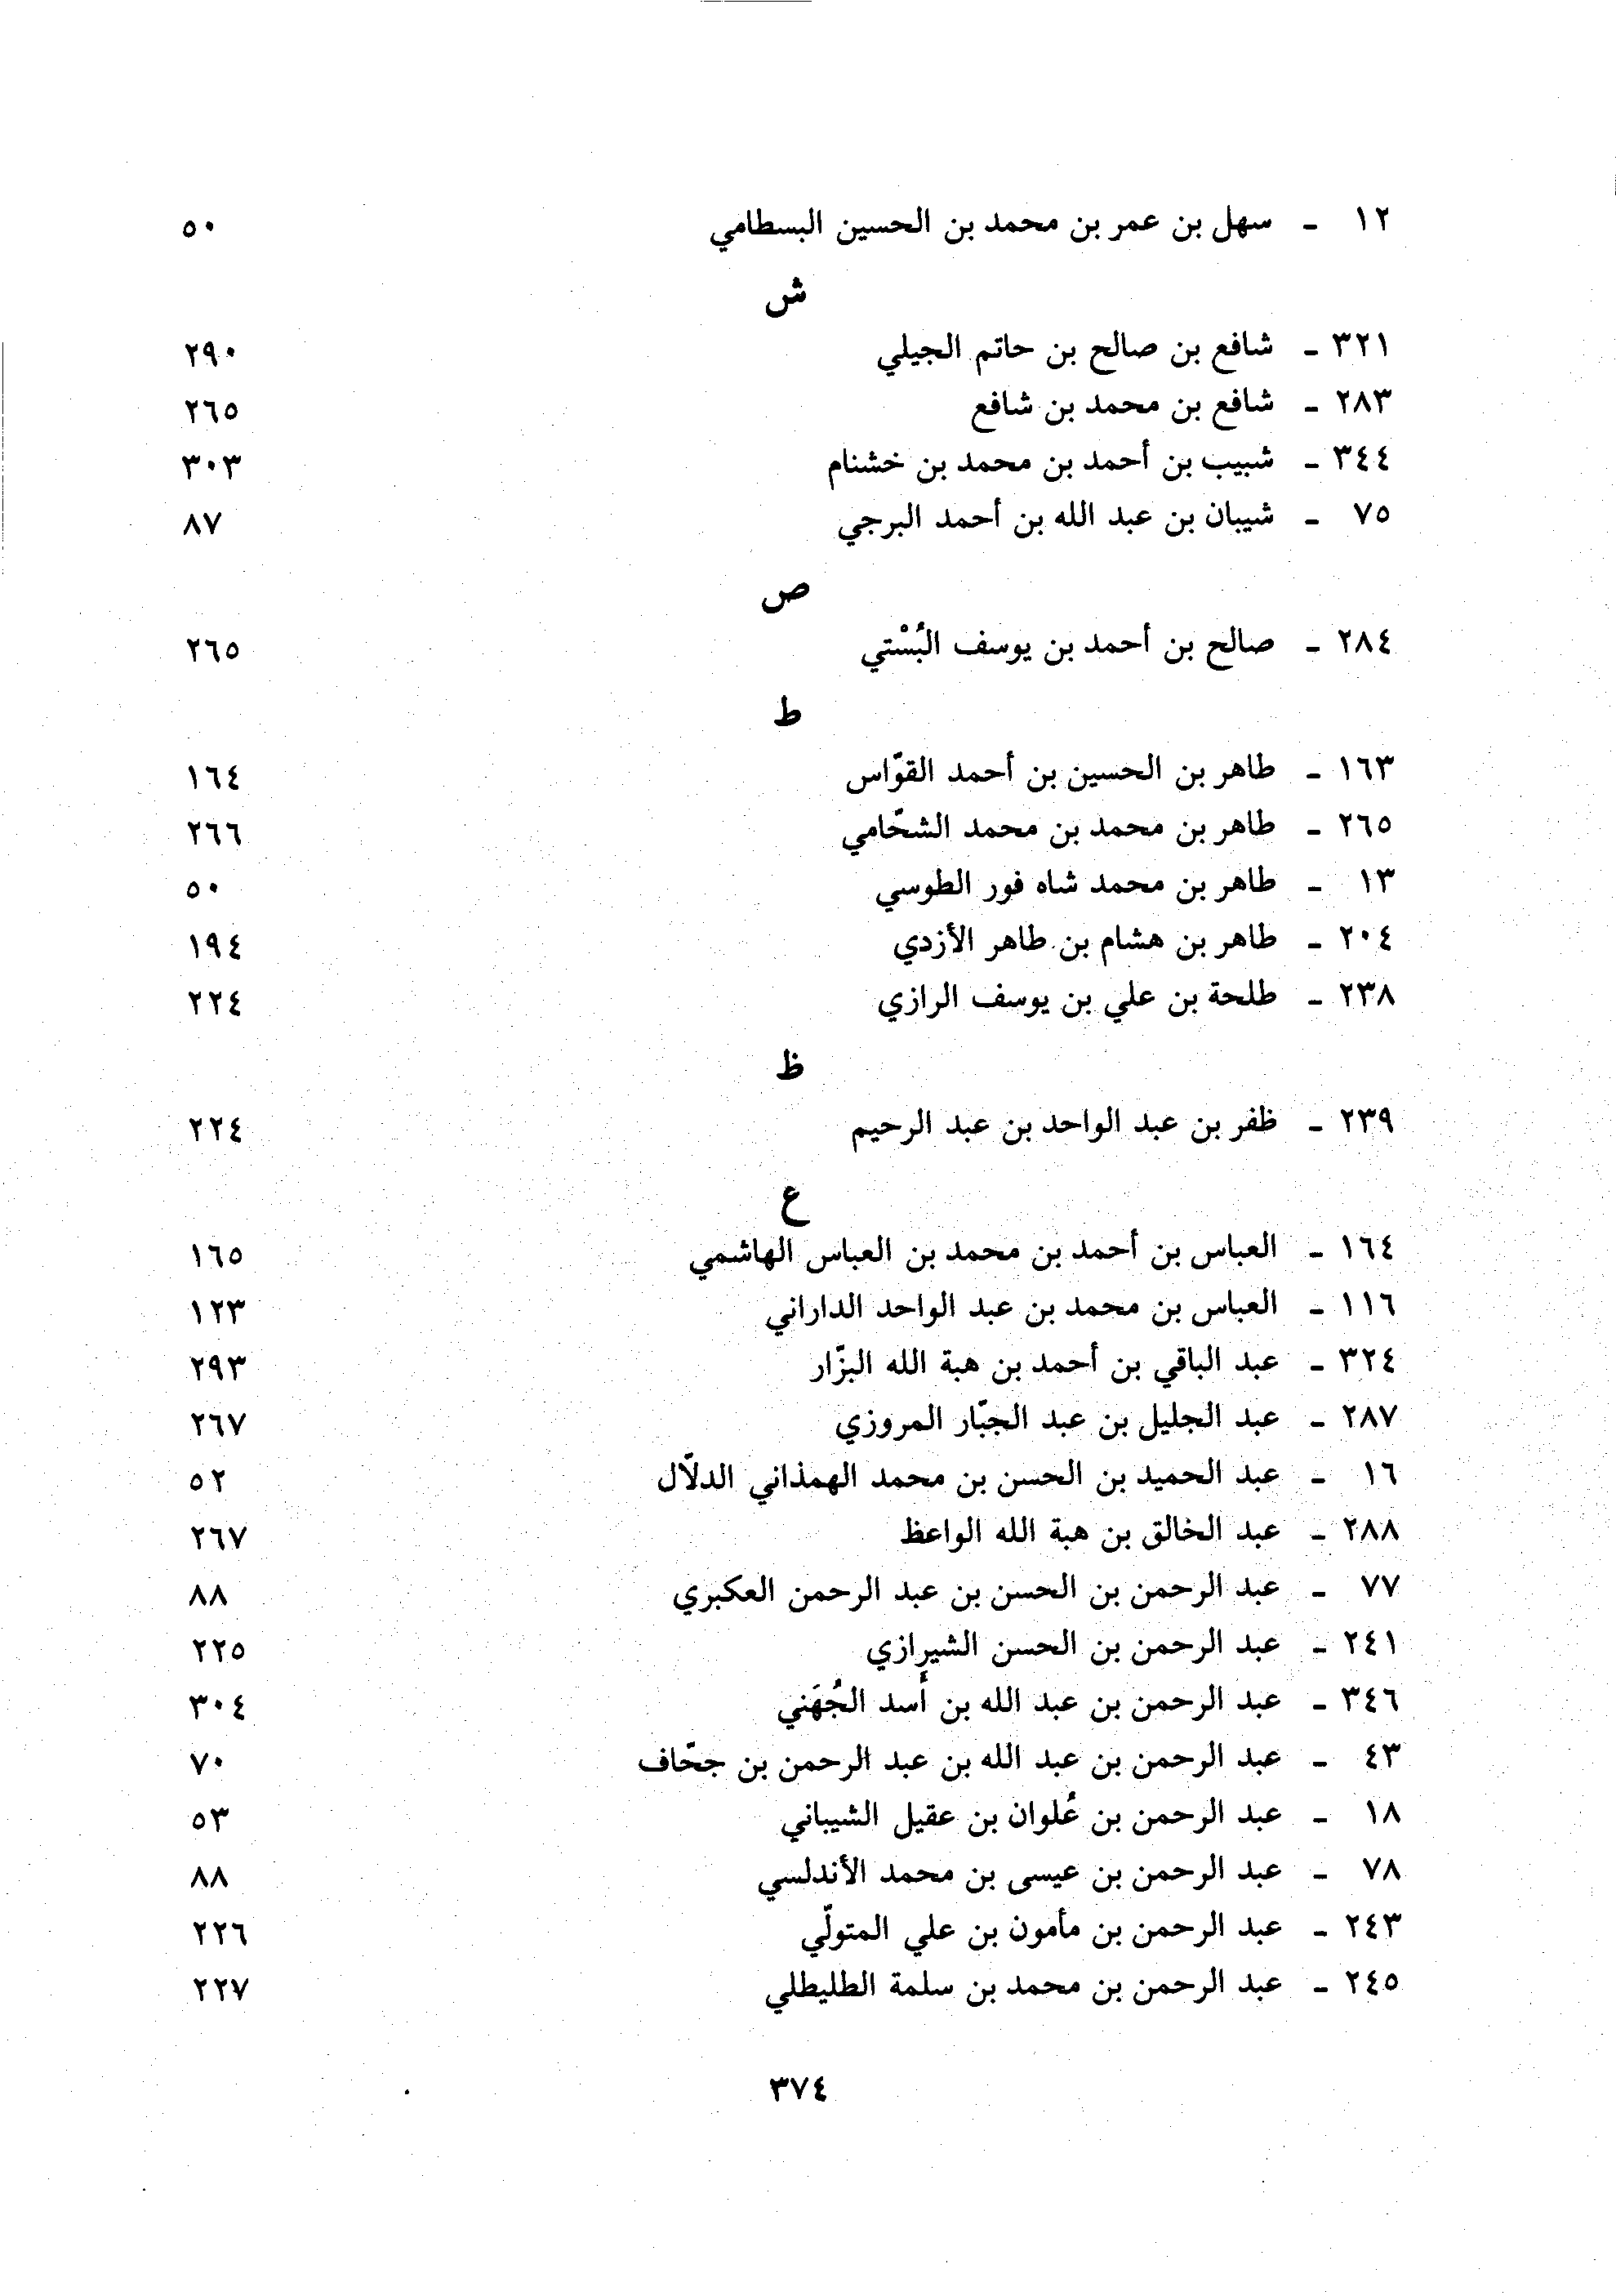 ١٢ - سهل بن عمر بن محمد بن الحسين البسطامي ٥٠
ش
٣٢١ - شافع بن صالح بن حاتم الجيلي ٢٩٠
٢٨٣ - شافع بن محمد بن شافع ٢٦٥
٣٤٤ - شبيب بن أحمد بن محمد بن خشنام ٣٠٣
٧٥ - شيبان بن عبد الله بن أحمد البرجي ٨٧
ص
٢٨٤ - صالح بن أحمد بن يوسف البُسْتي ٢٦٥
ط
١٦٣ - طاهر بن الحسين بن أحمد القوّاس ١٦٤
٢٦٥ - طاهر بن محمد بن محمد الشحّامي ٢٦٦
١٣ - طاهر بن محمد شاه فور الطوسي ٥٠
٢٠٤ - طاهر بن هشام بن طاهر الأزدي ١٩٤
٢٣٨ - طلحة بن علي بن يوسف الرازي ٢٢٤
ظ
٢٣٩ - ظفر بن عبد الواحد بن عبد الرحيم ٢٢٤
ع
١٦٤ - العباس بن أحمد بن محمد بن العباس الهاشمي ١٦٥
١١٦ - العباس بن محمد بن عبد الواحد الداراني ١٢٣
٣٢٤ - عبد الباقي بن أحمد بن هبة الله البزّار ٢٩٣
٢٨٧ - عبد الجليل بن عبد الجبّار المروزي ٢٦٧
١٦ - عبد الحميد بن الحسن بن محمد الهمذاني الدلّال ٥٢
٢٨٨ - عبد الخالق بن هبة الله الواعظ ٢٦٧
٧٧ - عبد الرحمن بن الحسن بن عبد الرحمن العكبري ٨٨
٢٤١ - عبد الرحمن بن الحسن الشيرازي ٢٢٥
٣٤٦ - عبد الرحمن بن عبد الله بن أَسد الجُهَني ٣٠٤
٤٣ - عبد الرحمن بن عبد الله بن عبد الرحمن بن جحّاف ٧٠
١٨ - عبد الرحمن بن عُلوان بن عقيل الشيباني ٥٣
٧٨ - عبد الرحمن بن عيسى بن محمد الأندلسي ٨٨
٢٤٣ - عبد الرحمن بن مأمون بن علي المتولّي ٢٢٦
٢٤٥ - عبد الرحمن بن محمد بن سلمة الطليطلي ٢٢٧
٣٧٤